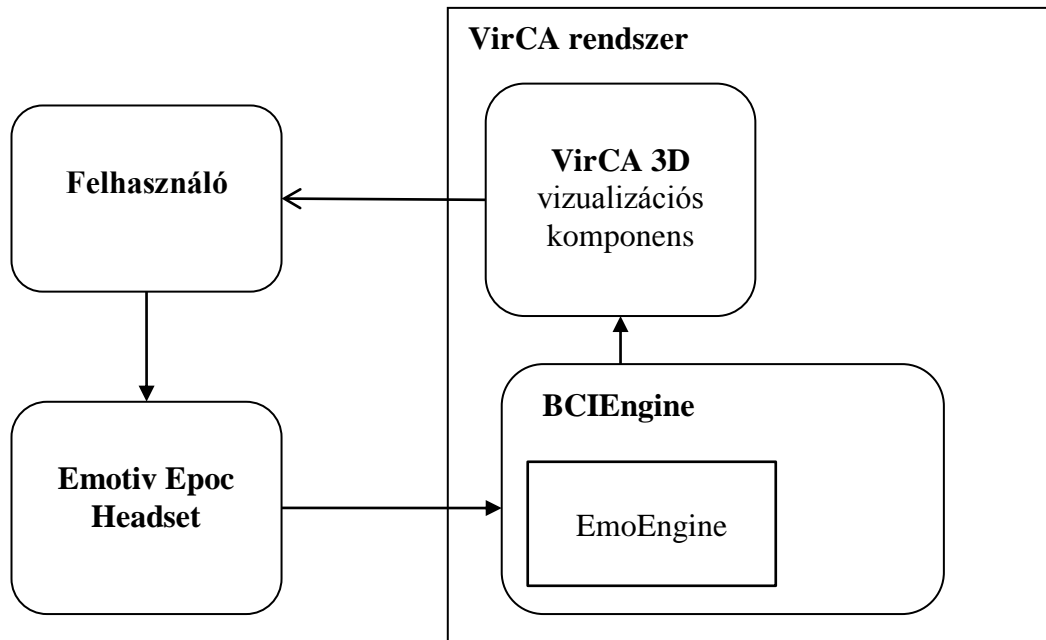 VirCA rendszer
Felhasználó
VirCA 3D
vizualizációs
komponens
Emotiv Epoc
Headset
BCIEngine
EmoEngine